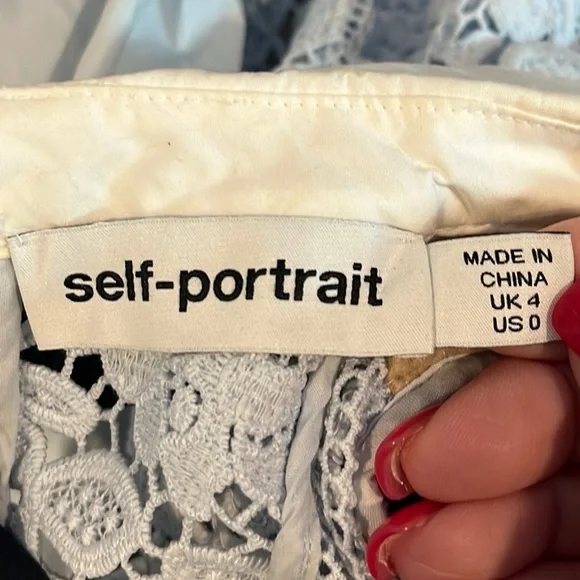 self-portrait
MADE IN
CHINA
UK 4
US 0